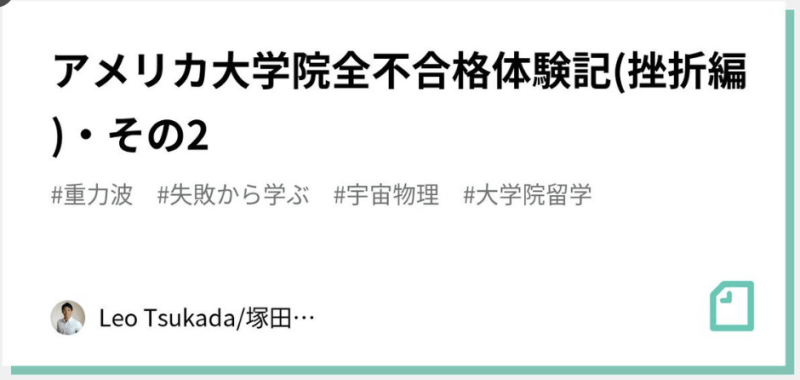 アメリカ大学院全不合格体験記(挫折編
)・その2
#重力波 #失敗から学ぶ #宇宙物理 #大学院留学
Leo Tsukada/塚田…